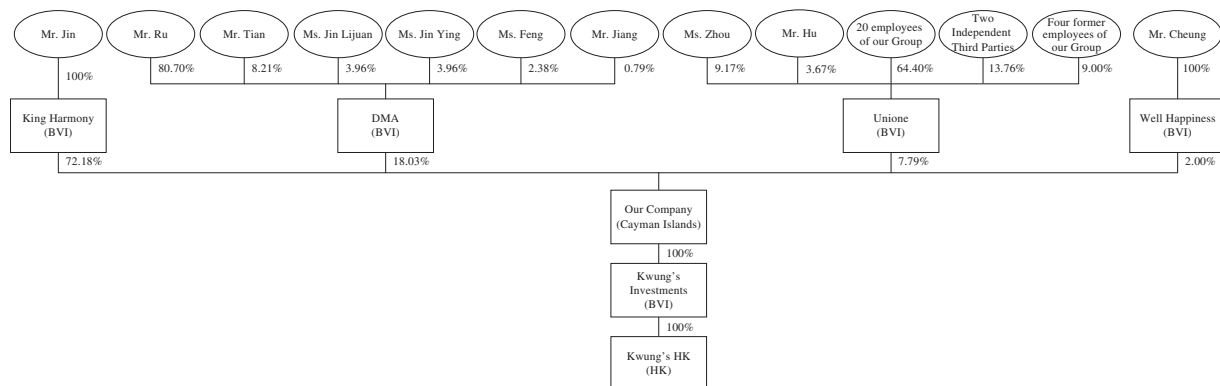 Mr. Jin
Mr. Ru
Mr. Tian
Ms. Jin Lijuan
Ms. Jin Ying
Ms. Feng
Mr. Jiang
Ms. Zhou
Mr. Hu
20 employees
of our Group
Two
Independent
Third Parties
Four former
employees of
our Group
Mr. Cheung
100%
80.70%
8.21%
3.96%
3.96%
2.38%
0.79%
9.17%
3.67%
64.40%
13.76%
9.00%
100%
King Harmony
(BVI)
DMA
(BVI)
Unione
(BVI)
Well Happiness
(BVI)
72.18%
18.03%
7.79%
2.00%
Our Company
(Cayman Islands)
100%
Kwung's
Investments
(BVI)
100%
Kwung's HK
(HK)